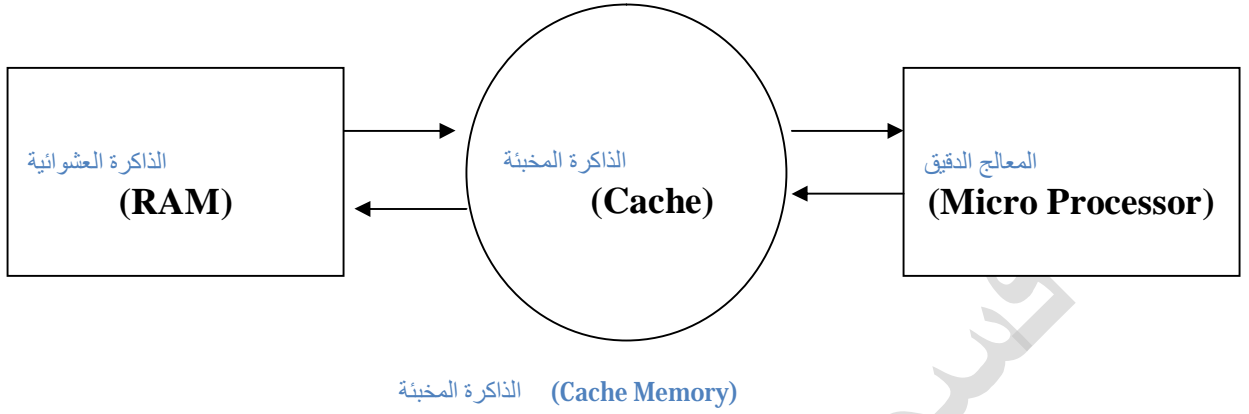 الذاكرة العشوائية
(RAM)
الذاكرة المخبئة
(Cache)
المعالج الدقيق
(Micro Processor)
الذاكرة المخبئة (Cache Memory)